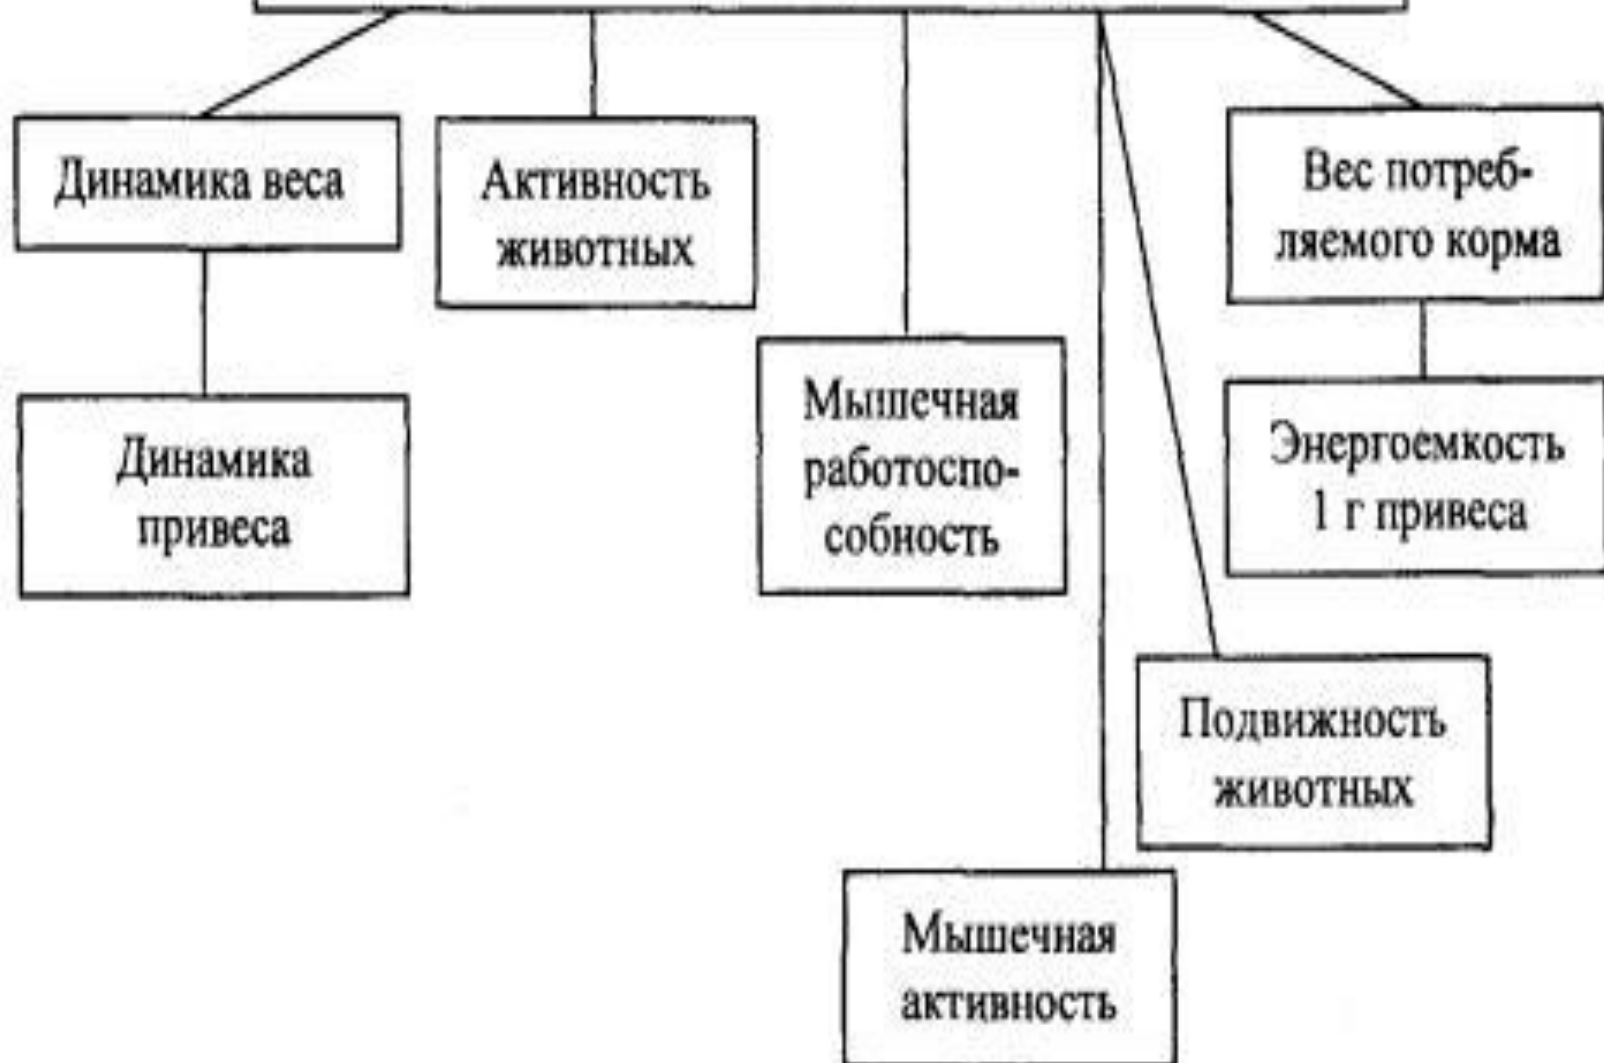 Динамика веса
Активность
животных
Вес потреб-
ляемого корма
Динамика
привеса
Мышечная
работоспо-
собность
Энергоемкость
1 г привеса
Подвижность
животных
Мышечная
активность